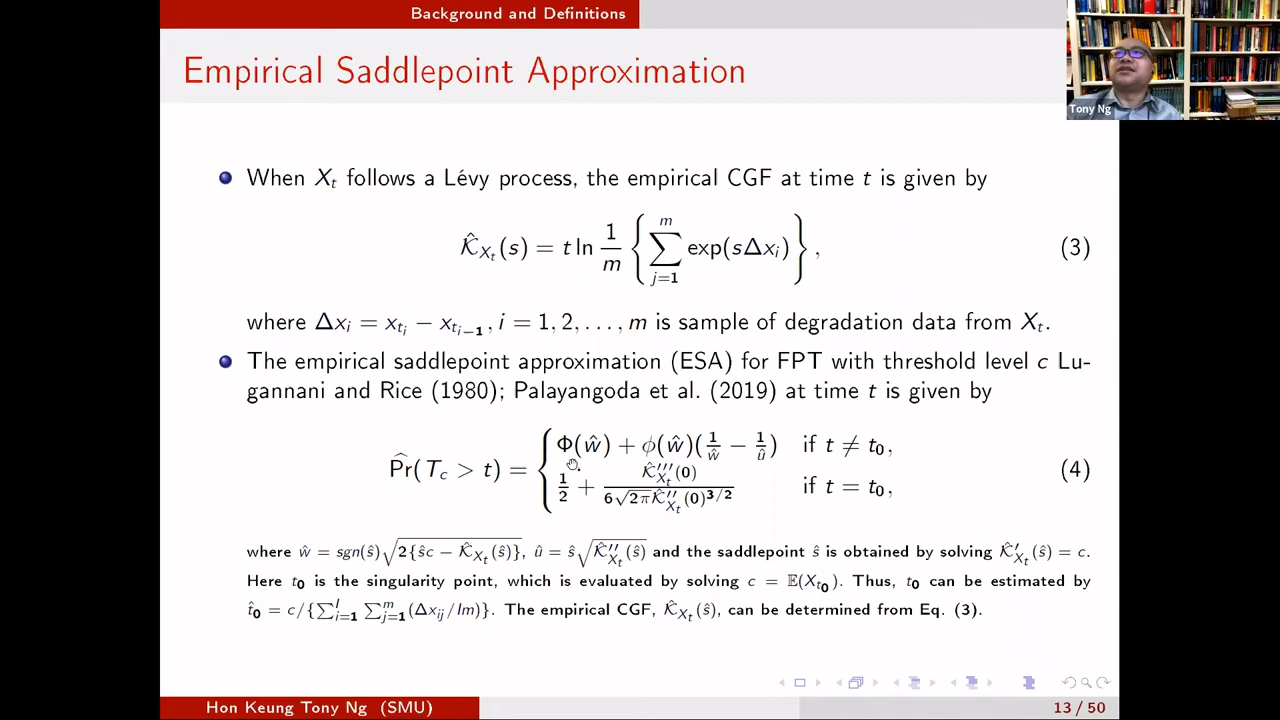 Background and Definitions
Empirical Saddlepoint Approximation
Tony Ng
When X_t follows a Lévy process, the empirical CGF at time t is given by
K̂_{X_t}(s) = t ln 1/m { ∑_{j=1}^{m} exp(sΔx_i) } , (3)
where Δx_i = x_{t_i} − x_{t_{i−1}}, i = 1, 2, . . . , m is sample of degradation data from X_t.
The empirical saddlepoint approximation (ESA) for FPT with threshold level c Lu-
gannani and Rice (1980); Palayangoda et al. (2019) at time t is given by
P̂r(T_c > t) = { Φ(ŵ) + ϕ(ŵ)(1/ŵ − 1/û) if t ≠ t_0,
1/2 + K̂'''_{X_t}(0) / 6√2π K̂''_{X_t}(0)^{3/2} if t = t_0, (4)
where ŵ = sgn(ŝ)√2{ŝc − K̂_{X_t}(ŝ)}, û = ŝ√K̂''_{X_t}(ŝ) and the saddlepoint ŝ is obtained by solving K̂'_{X_t}(ŝ) = c.
Here t_0 is the singularity point, which is evaluated by solving c = 𝔼(X_{t_0}). Thus, t_0 can be estimated by
t̂_0 = c/{∑_{i=1}^{I} ∑_{j=1}^{m} (Δx_{ij}/Im)}. The empirical CGF, K̂_{X_t}(ŝ), can be determined from Eq. (3).
Hon Keung Tony Ng (SMU)
13 / 50